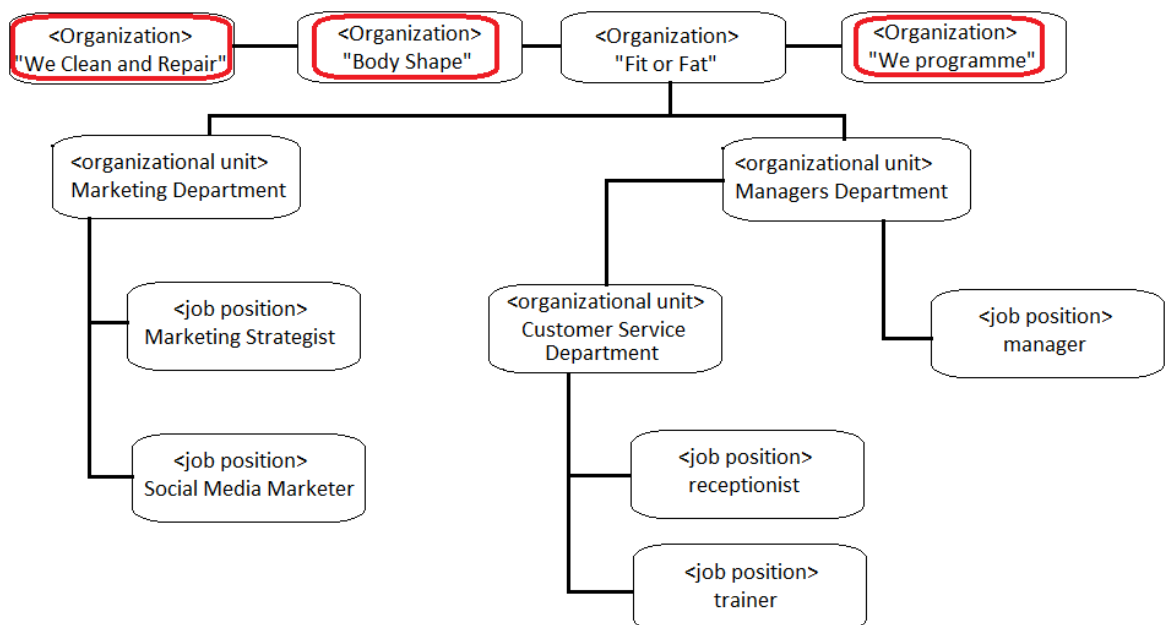 <Organization>
"We Clean and Repair"
<Organization>
"Body Shape"
<Organization>
"Fit or Fat"
<Organization>
"We programme"
<organizational unit>
Marketing Department
<organizational unit>
Managers Department
<job position>
Marketing Strategist
<organizational unit>
Customer Service
Department
<job position>
manager
<job position>
Social Media Marketer
<job position>
receptionist
<job position>
trainer